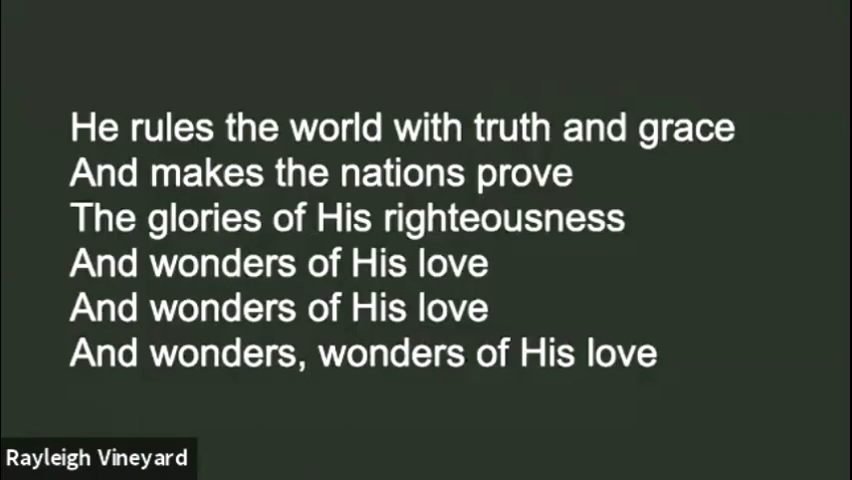 He rules the world with truth and grace
And makes the nations prove
The glories of His righteousness
And wonders of His love
And wonders of His love
And wonders, wonders of His love
Rayleigh Vineyard